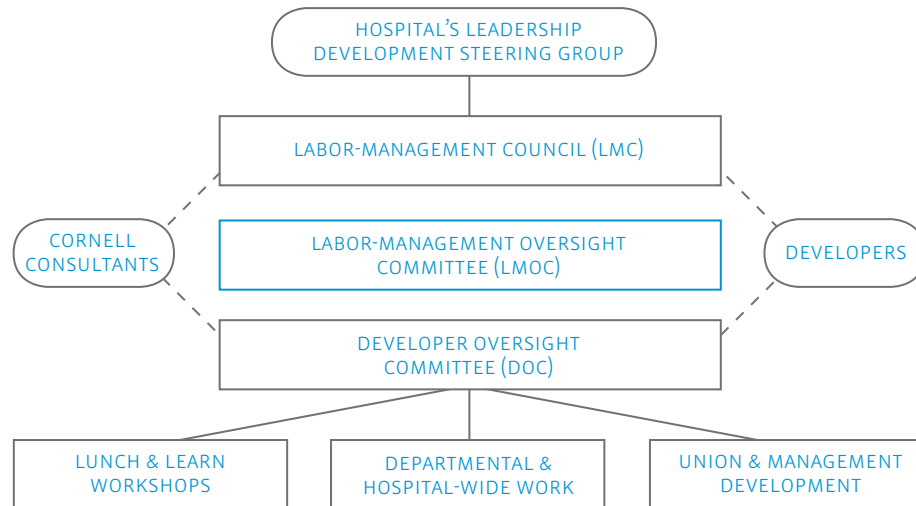 HOSPITAL’S LEADERSHIP
DEVELOPMENT STEERING GROUP
LABOR-MANAGEMENT COUNCIL (LMC)
CORNELL
CONSULTANTS
LABOR-MANAGEMENT OVERSIGHT
COMMITTEE (LMOC)
DEVELOPERS
DEVELOPER OVERSIGHT
COMMITTEE (DOC)
LUNCH & LEARN
WORKSHOPS
DEPARTMENTAL &
HOSPITAL-WIDE WORK
UNION & MANAGEMENT
DEVELOPMENT